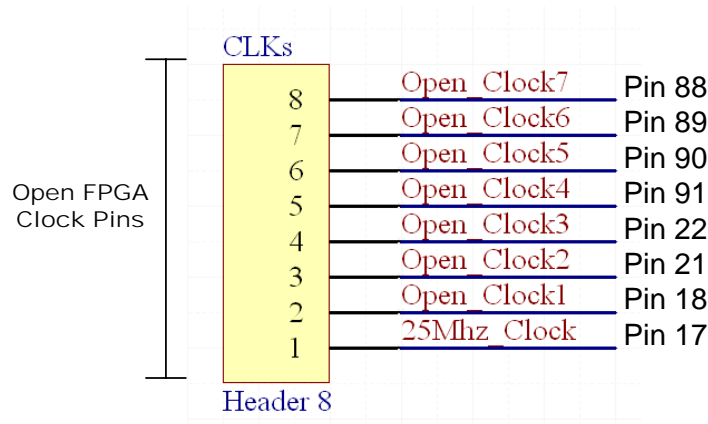 CLKs
8 Open_Clock7 Pin 88
7 Open_Clock6 Pin 89
6 Open_Clock5 Pin 90
5 Open_Clock4 Pin 91
4 Open_Clock3 Pin 22
3 Open_Clock2 Pin 21
2 Open_Clock1 Pin 18
1 25Mhz_Clock Pin 17
Header 8
Open FPGA
Clock Pins